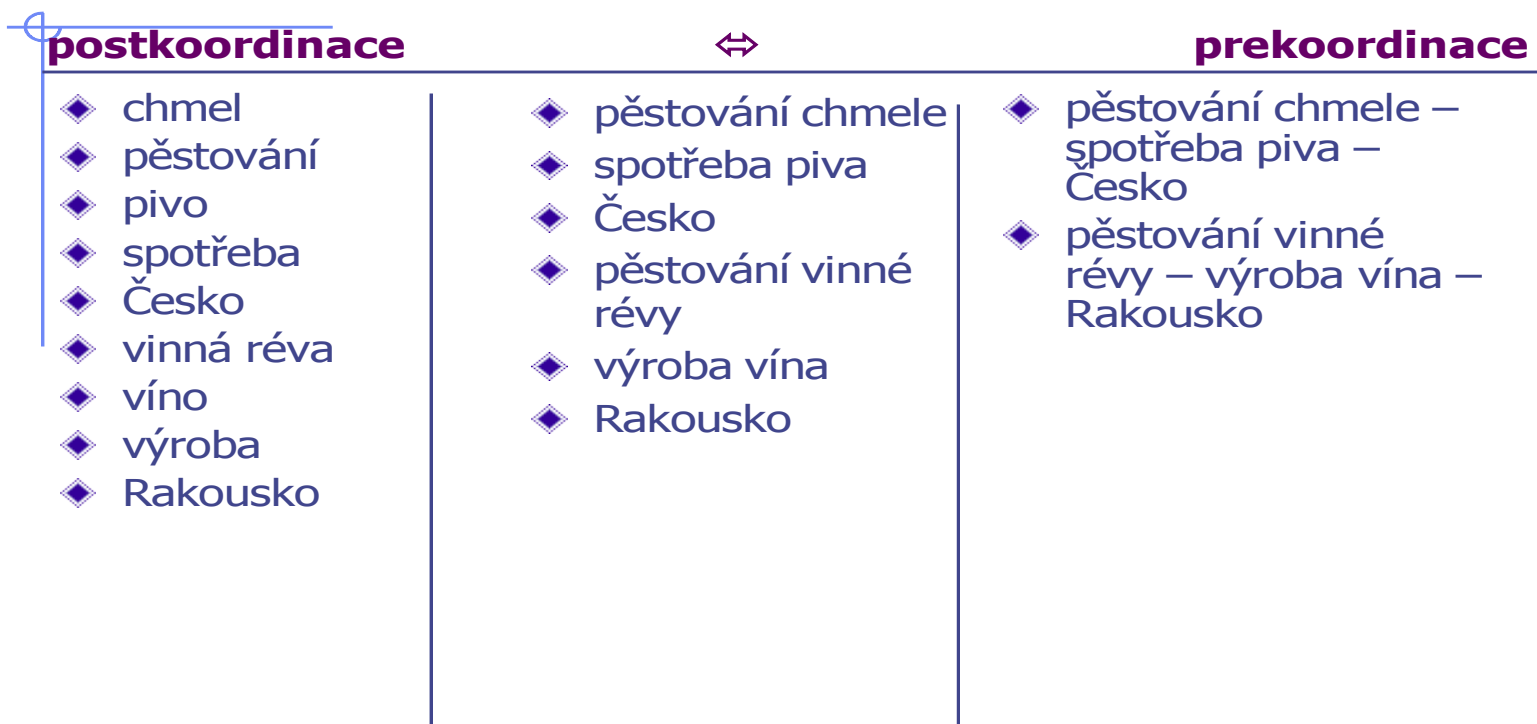 postkoordinace ⇔ prekoordinace
chmel
pěstování
pivo
spotřeba
Česko
vinná réva
víno
výroba
Rakousko
pěstování chmele
spotřeba piva
Česko
pěstování vinné
révy
výroba vína
Rakousko
pěstování chmele –
spotřeba piva –
Česko
pěstování vinné
révy – výroba vína –
Rakousko